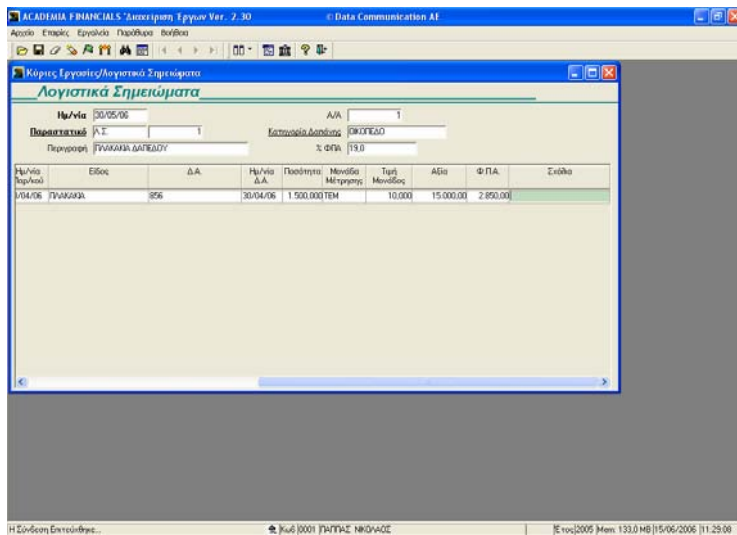 ACADEMIA FINANCIALS "Διαχείριση Έργων Ver. 2.30 © Data Communication AE
Αρχείο Εταιρίες Εργαλεία Παράθυρα Βοήθεια
Κύριες Εργασίες/Λογιστικά Σημειώματα
Λογιστικά Σημειώματα
Ημ/νία 30/05/06 Α/Α 1
Παραστατικό Λ.Σ. 1 Κατηγορία Δαπάνης ΟΙΚΟΠΕΔΟ
Περιγραφή ΠΛΑΚΑΚΙΑ ΔΑΠΕΔΟΥ % ΦΠΑ 19,0
Ημ/νία Είδος Δ.Α. Ημ/νία Ποσότητα Μονάδα Τιμή Αξία Φ.Π.Α. Σχόλια
Παρ/κού Δ.Α. Μέτρησης Μονάδος
/04/06 ΠΛΑΚΑΚΙΑ 856 30/04/06 1.500,000 ΤΕΜ 10,000 15.000,00 2.850,00
Η Σύνδεση Επιτεύχθηκε... Κωδ 0001 ΠΑΠΠΑΣ ΝΙΚΟΛΑΟΣ Έτος 2005 Mem: 133,0 MB 15/06/2006 11:29:08